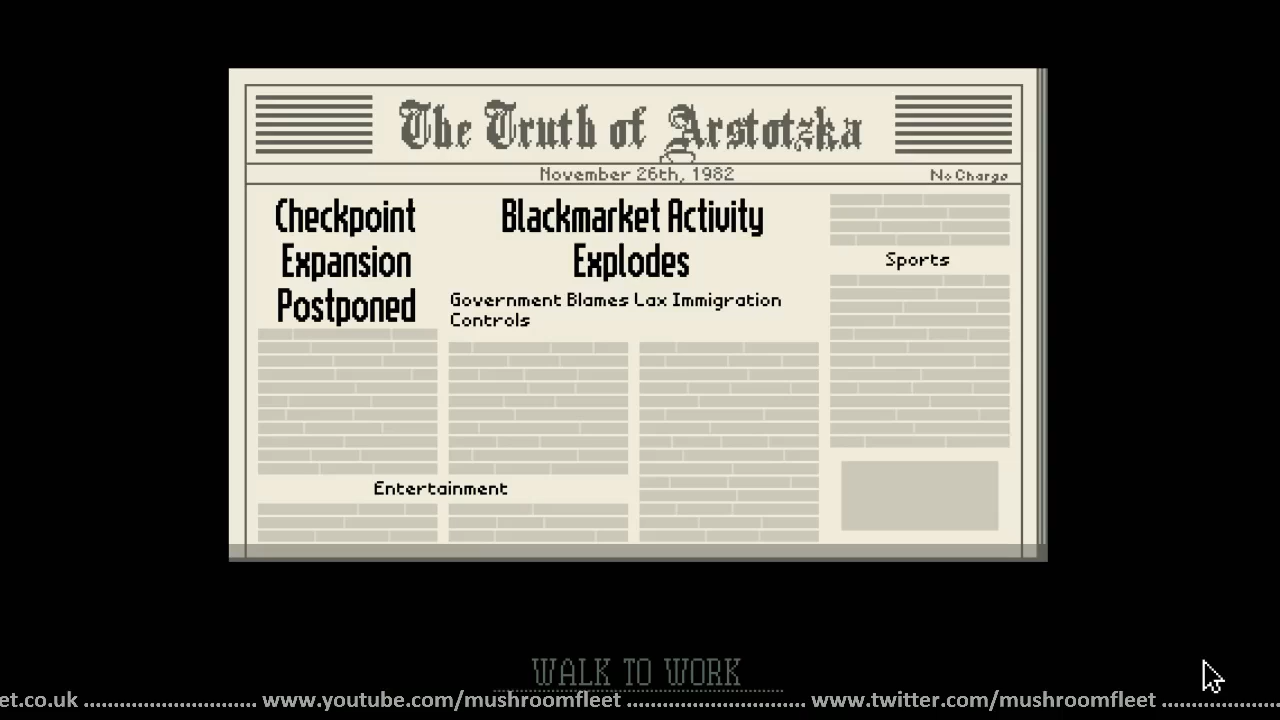 The Truth of Arstotzka
November 26th, 1982
No Charge
Checkpoint
Expansion
Postponed
Blackmarket Activity
Explodes
Government Blames Lax Immigration
Controls
Sports
Entertainment
WALK TO WORK
et.co.uk ............................. www.youtube.com/mushroomfleet ............................. www.twitter.com/mushroomfleet ....................